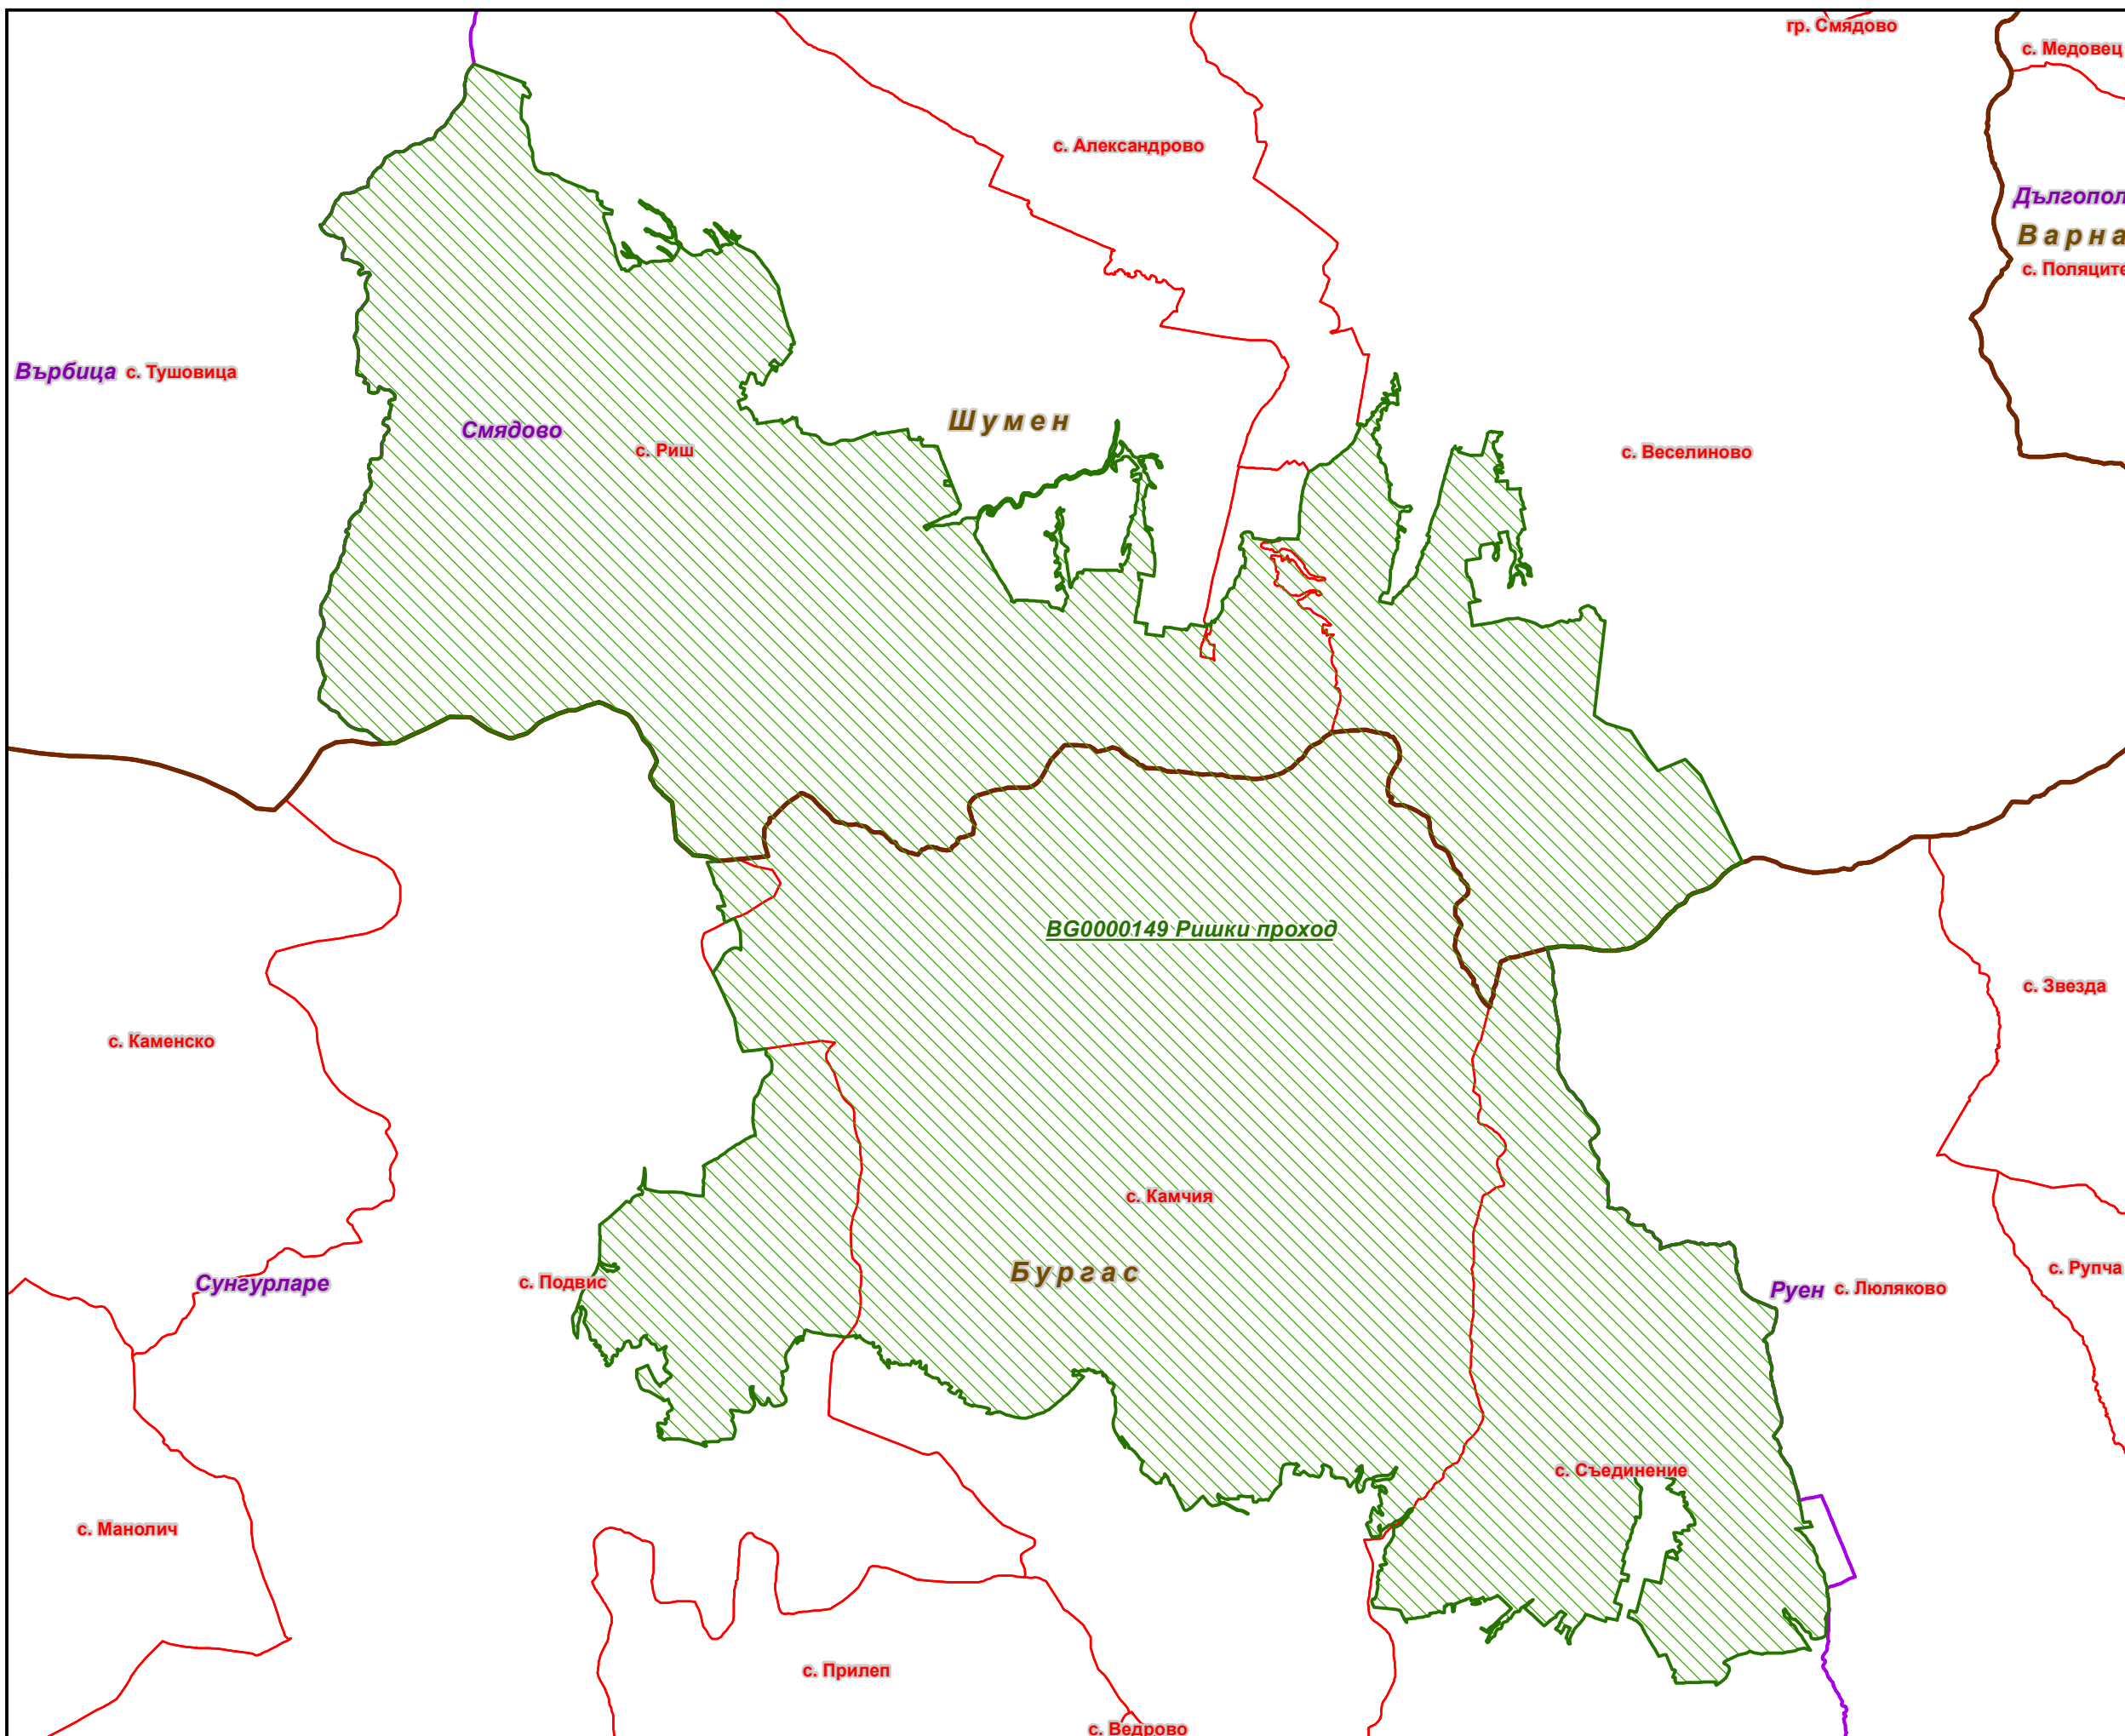 гр. Смядово
с. Медовец
с. Александрово
Дългопол
Варна
с. Поляците
Върбица с. Тушовица
Шумен
Смядово
с. Риш
с. Веселиново
BG0000149 Ришки проход
с. Звезда
с. Каменско
с. Камчия
с. Рупча
Бургас
Сунгурларе
с. Подвис
Руен с. Люляково
с. Съединение
с. Манолич
с. Прилеп
с. Ведрово